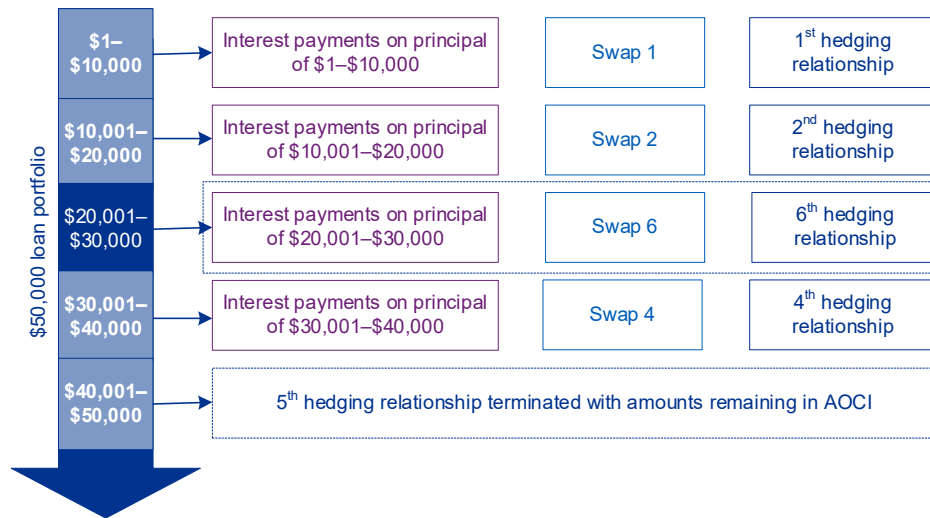 $50,000 loan portfolio
$1–
$10,000
Interest payments on principal
of $1–$10,000
Swap 1
1st hedging
relationship
$10,001–
$20,000
Interest payments on principal
of $10,001–$20,000
Swap 2
2nd hedging
relationship
$20,001–
$30,000
Interest payments on principal
of $20,001–$30,000
Swap 6
6th hedging
relationship
$30,001–
$40,000
Interest payments on principal
of $30,001–$40,000
Swap 4
4th hedging
relationship
$40,001–
$50,000
5th hedging relationship terminated with amounts remaining in AOCI